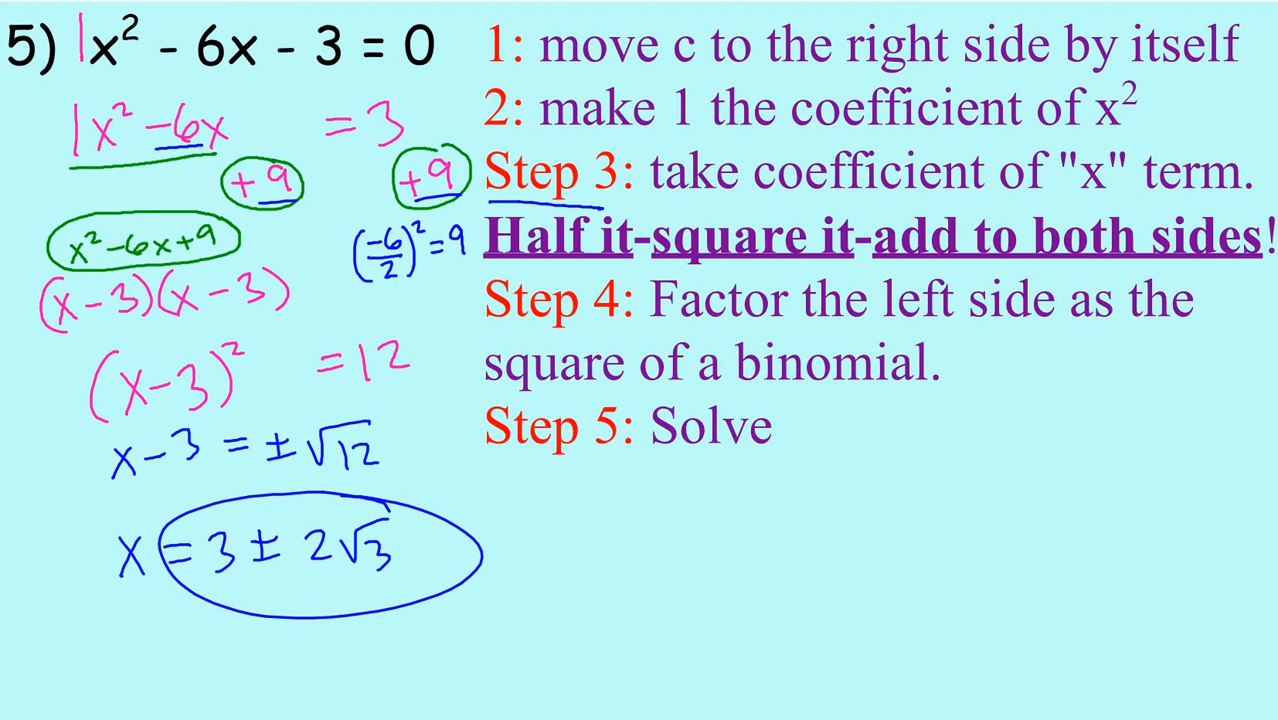 5) 1x² - 6x - 3 = 0
1x² - 6x = 3
+ 9 + 9
x² - 6x + 9
(-6/2)² = 9
(x - 3)(x - 3)
(x - 3)² = 12
x - 3 = ± √12
x = 3 ± 2√3
1: move c to the right side by itself
2: make 1 the coefficient of x²
Step 3: take coefficient of "x" term.
Half it-square it-add to both sides!
Step 4: Factor the left side as the
square of a binomial.
Step 5: Solve